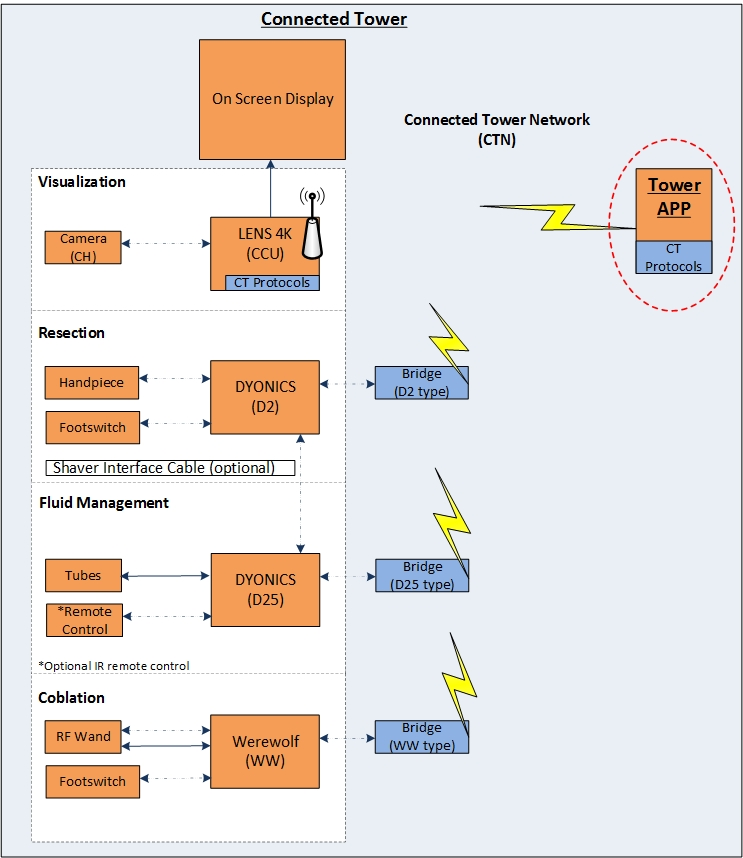 Connected Tower
On Screen Display
Connected Tower Network
(CTN)
Visualization
Camera
(CH)
LENS 4K
(CCU)
CT Protocols
Tower
APP
CT
Protocols
Resection
Handpiece
Footswitch
DYONICS
(D2)
Bridge
(D2 type)
Shaver Interface Cable (optional)
Fluid Management
Tubes
*Remote
Control
DYONICS
(D25)
Bridge
(D25 type)
*Optional IR remote control
Coblation
RF Wand
Footswitch
Werewolf
(WW)
Bridge
(WW type)